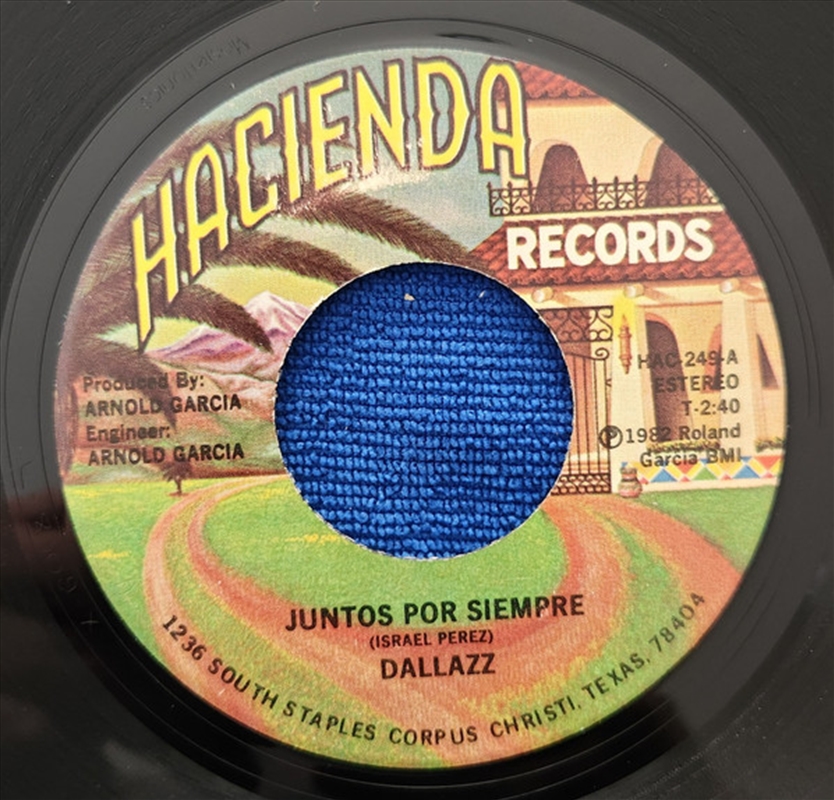 HACIENDA
RECORDS
Produced By:
ARNOLD GARCIA
Engineer:
ARNOLD GARCIA
HAC-249-A
ESTEREO
T-2:40
Ⓟ1982 Roland
Garcia BMI
JUNTOS POR SIEMPRE
(ISRAEL PEREZ)
DALLAZZ
1236 SOUTH STAPLES CORPUS CHRISTI, TEXAS, 78404